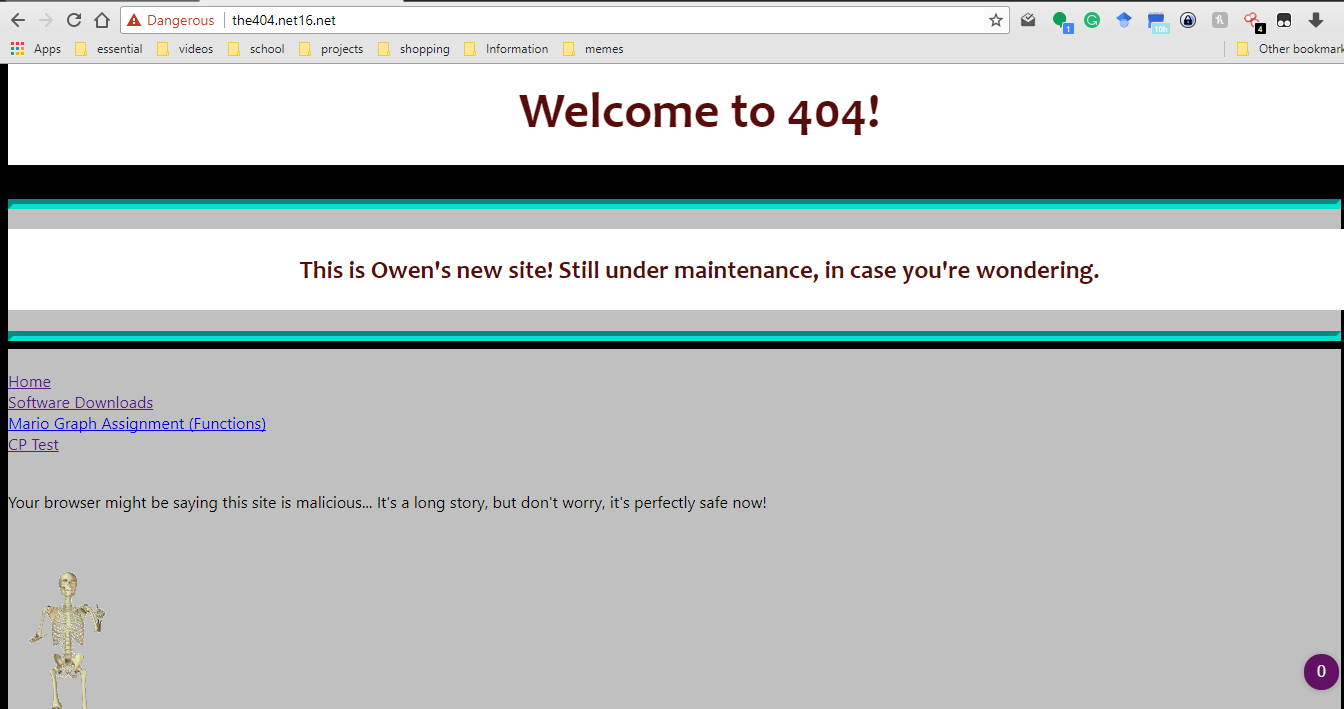 Dangerous the404.net16.net
1
10h
4
Apps essential videos school projects shopping Information memes Other bookmark
Welcome to 404!
This is Owen's new site! Still under maintenance, in case you're wondering.
Home
Software Downloads
Mario Graph Assignment (Functions)
CP Test
Your browser might be saying this site is malicious... It's a long story, but don't worry, it's perfectly safe now!
0